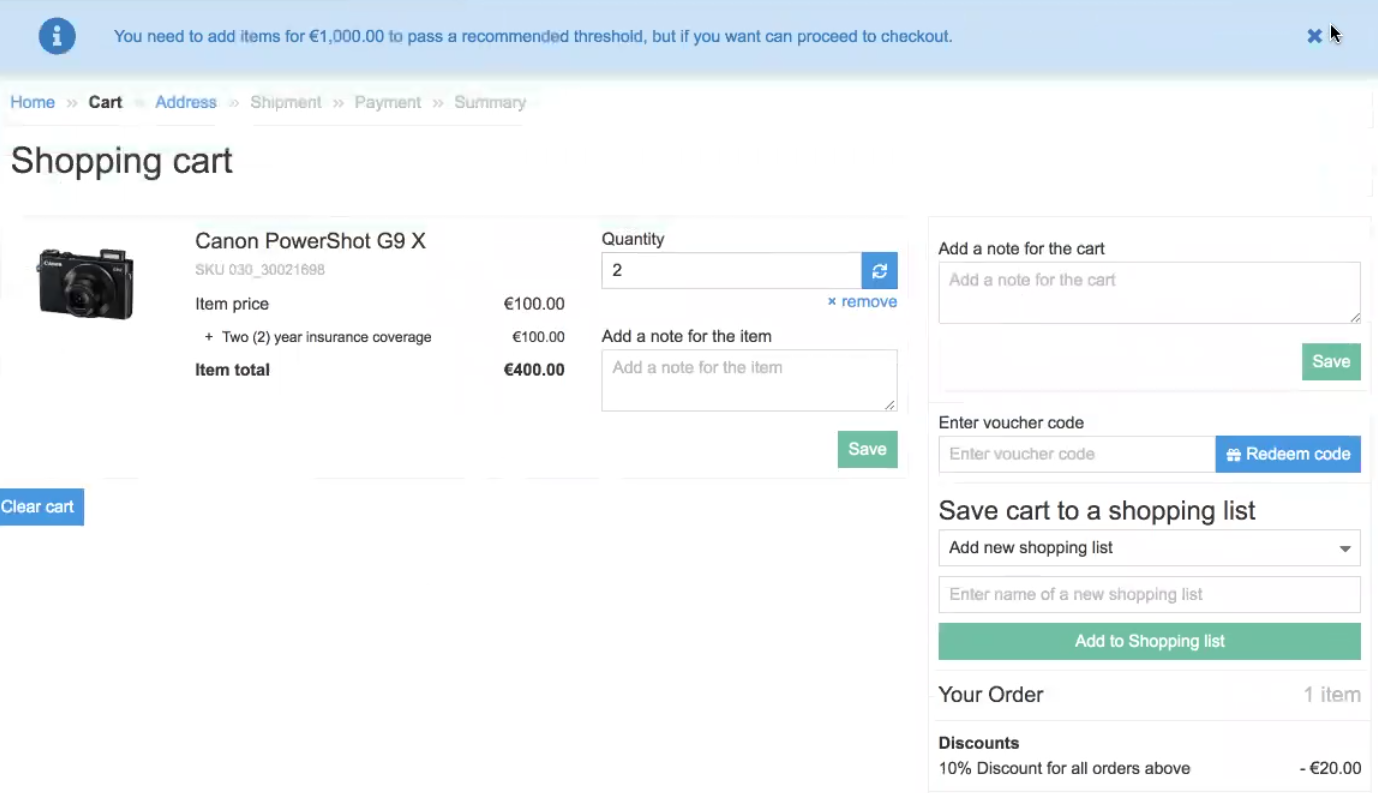 You need to add items for €1,000.00 to pass a recommended threshold, but if you want can proceed to checkout.
Home » Cart » Address » Shipment » Payment » Summary
Shopping cart
Canon PowerShot G9 X
SKU 030_30021698
Item price €100.00
+ Two (2) year insurance coverage €100.00
Item total €400.00
Quantity
2
× remove
Add a note for the item
Add a note for the item
Save
Clear cart
Add a note for the cart
Add a note for the cart
Save
Enter voucher code
Enter voucher code
Redeem code
Save cart to a shopping list
Add new shopping list
Enter name of a new shopping list
Add to Shopping list
Your Order 1 item
Discounts
10% Discount for all orders above - €20.00
Canon